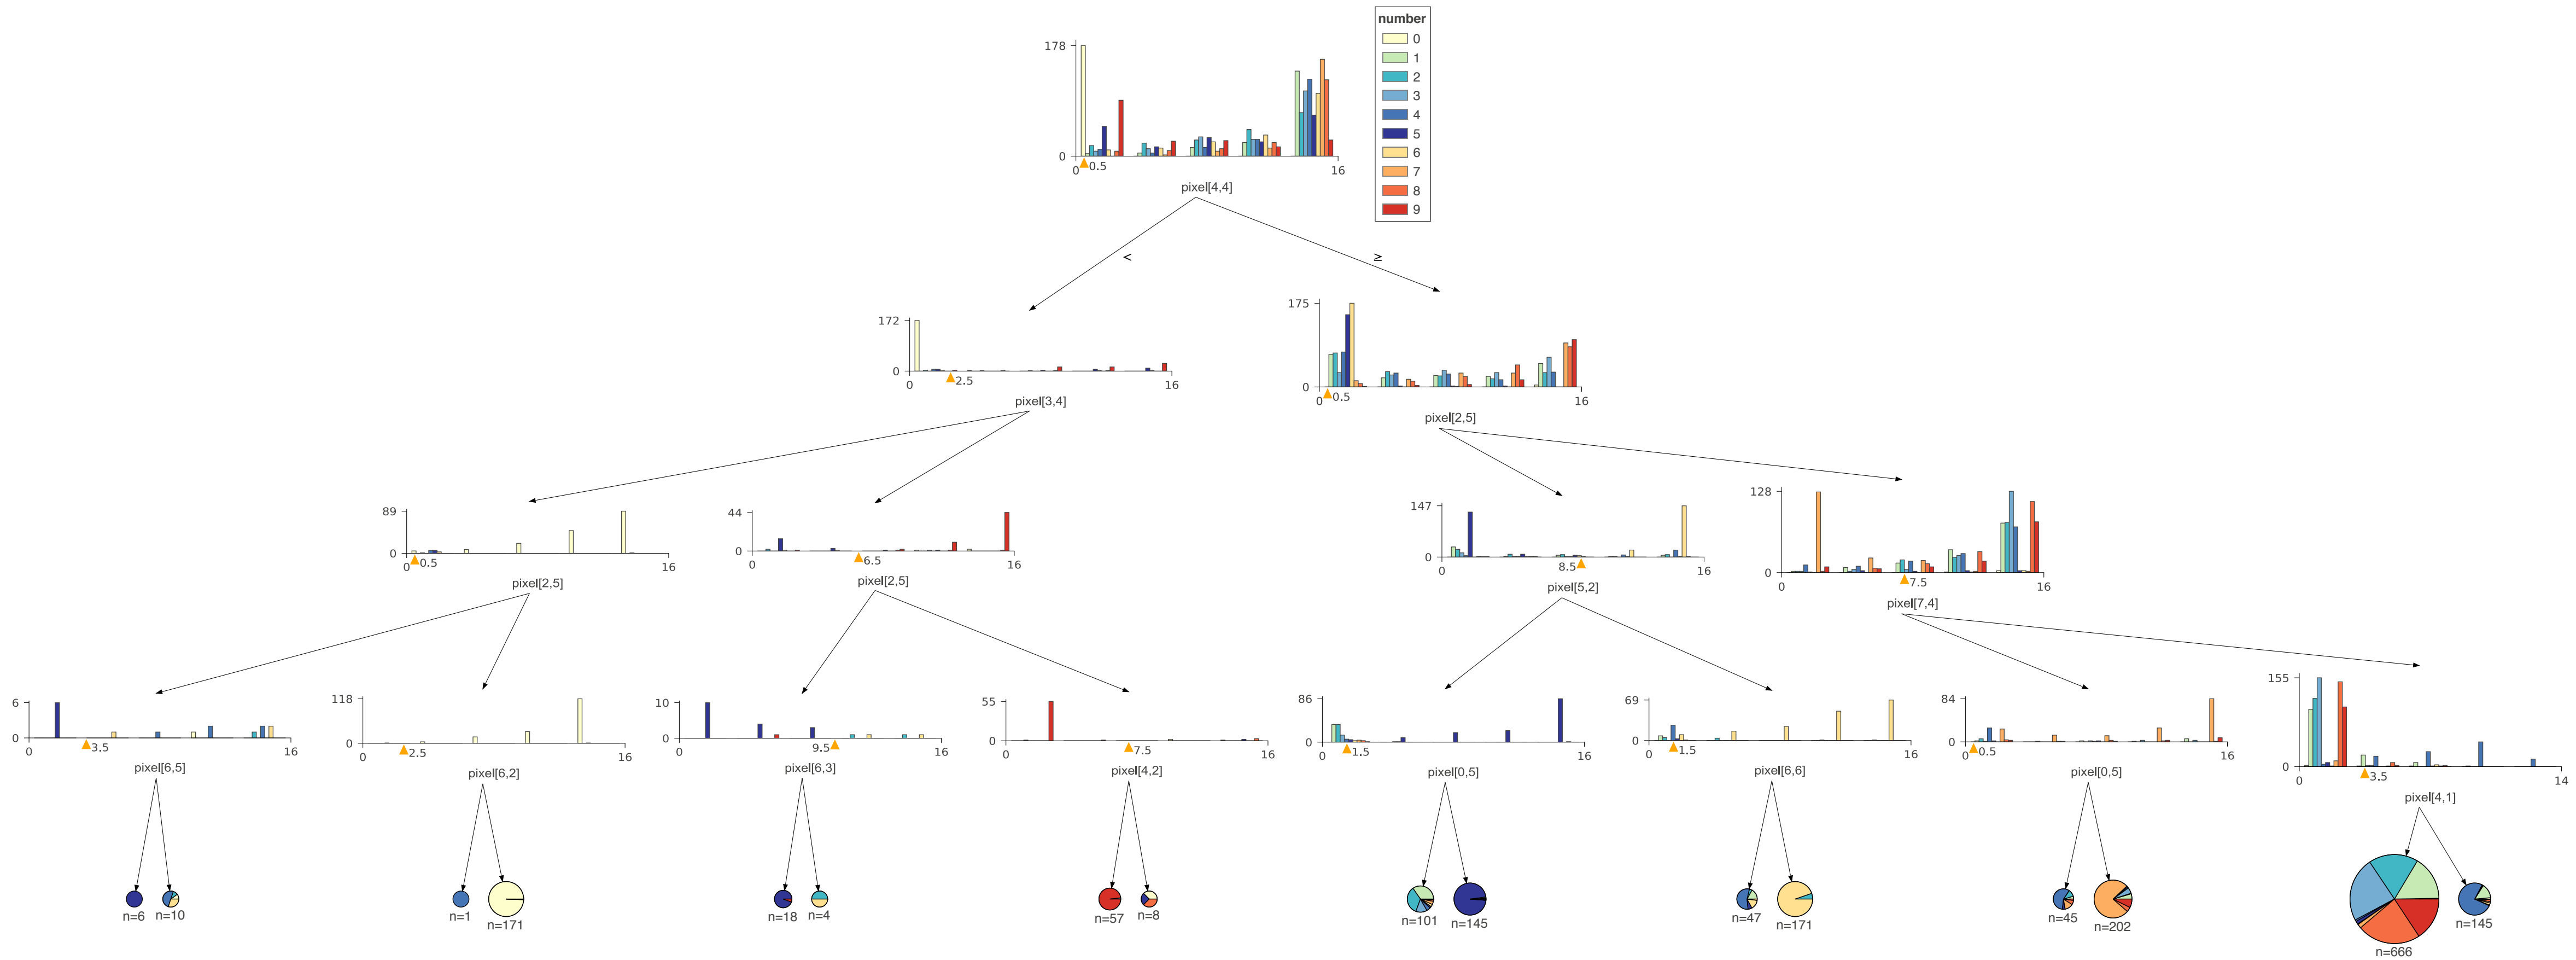 number
0
1
2
3
4
5
6
7
8
9
178
0
0
0.5
16
pixel[4,4]
<
≥
172
0
0
2.5
16
pixel[3,4]
175
0
0
0.5
16
pixel[2,5]
89
0
0
0.5
16
pixel[2,5]
44
0
0
6.5
16
pixel[2,5]
147
0
0
8.5
16
pixel[5,2]
128
0
0
7.5
16
pixel[7,4]
6
0
0
3.5
16
pixel[6,5]
118
0
0
2.5
16
pixel[6,2]
10
0
0
9.5
16
pixel[6,3]
55
0
0
7.5
16
pixel[4,2]
86
0
0
1.5
16
pixel[0,5]
69
0
0
1.5
16
pixel[6,6]
84
0
0
0.5
16
pixel[0,5]
155
0
0
3.5
14
pixel[4,1]
n=6
n=10
n=1
n=171
n=18
n=4
n=57
n=8
n=101
n=145
n=47
n=171
n=45
n=202
n=666
n=145